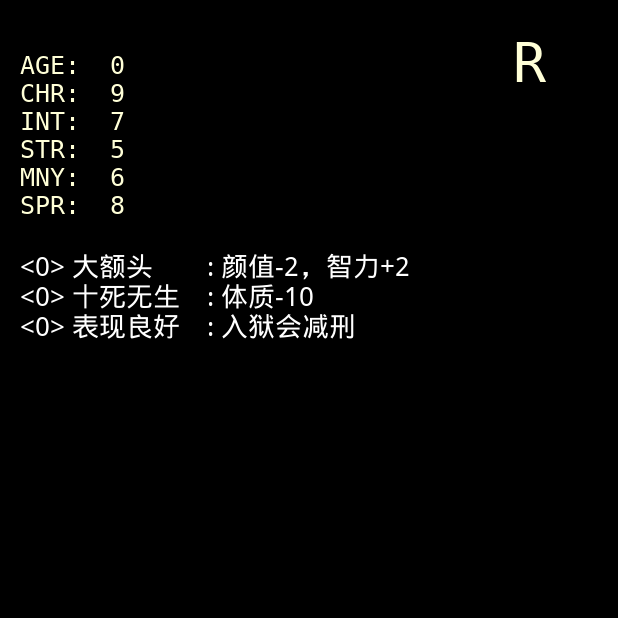 R
AGE: 0
CHR: 9
INT: 7
STR: 5
MNY: 6
SPR: 8
<0> 大额头 : 颜值-2，智力+2
<0> 十死无生 : 体质-10
<0> 表现良好 : 入狱会减刑